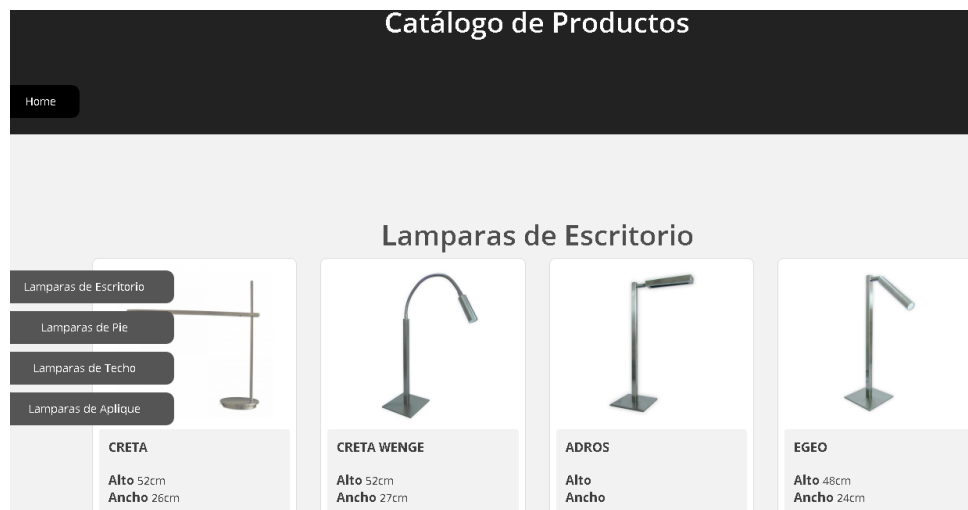 Catálogo de Productos
Home
Lamparas de Escritorio
Lamparas de Escritorio
Lamparas de Pie
Lamparas de Techo
Lamparas de Aplique
CRETA
Alto 52cm
Ancho 26cm
CRETA WENGE
Alto 52cm
Ancho 27cm
ADROS
Alto
Ancho
EGEO
Alto 48cm
Ancho 24cm